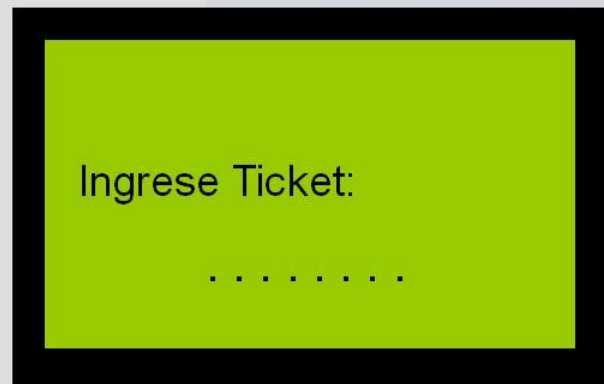 Ingrese Ticket:
. . . . . . . .